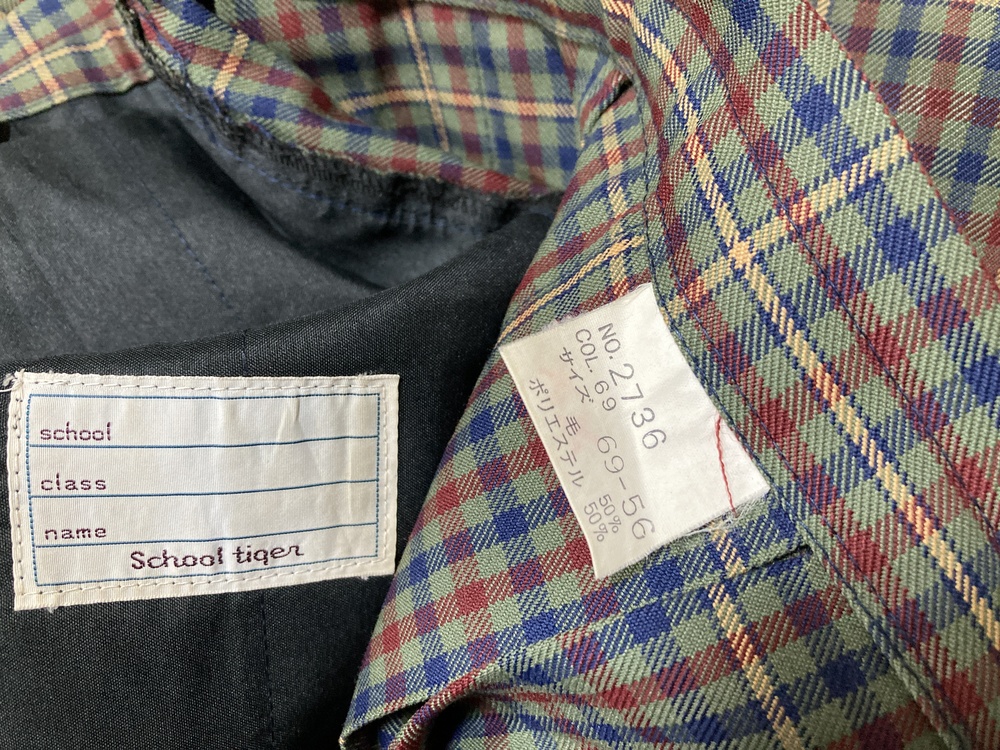 school
class
name
School tiger
NO. 2736
COL. 69
サイズ 69-56
毛 50%
ポリエステル 50%